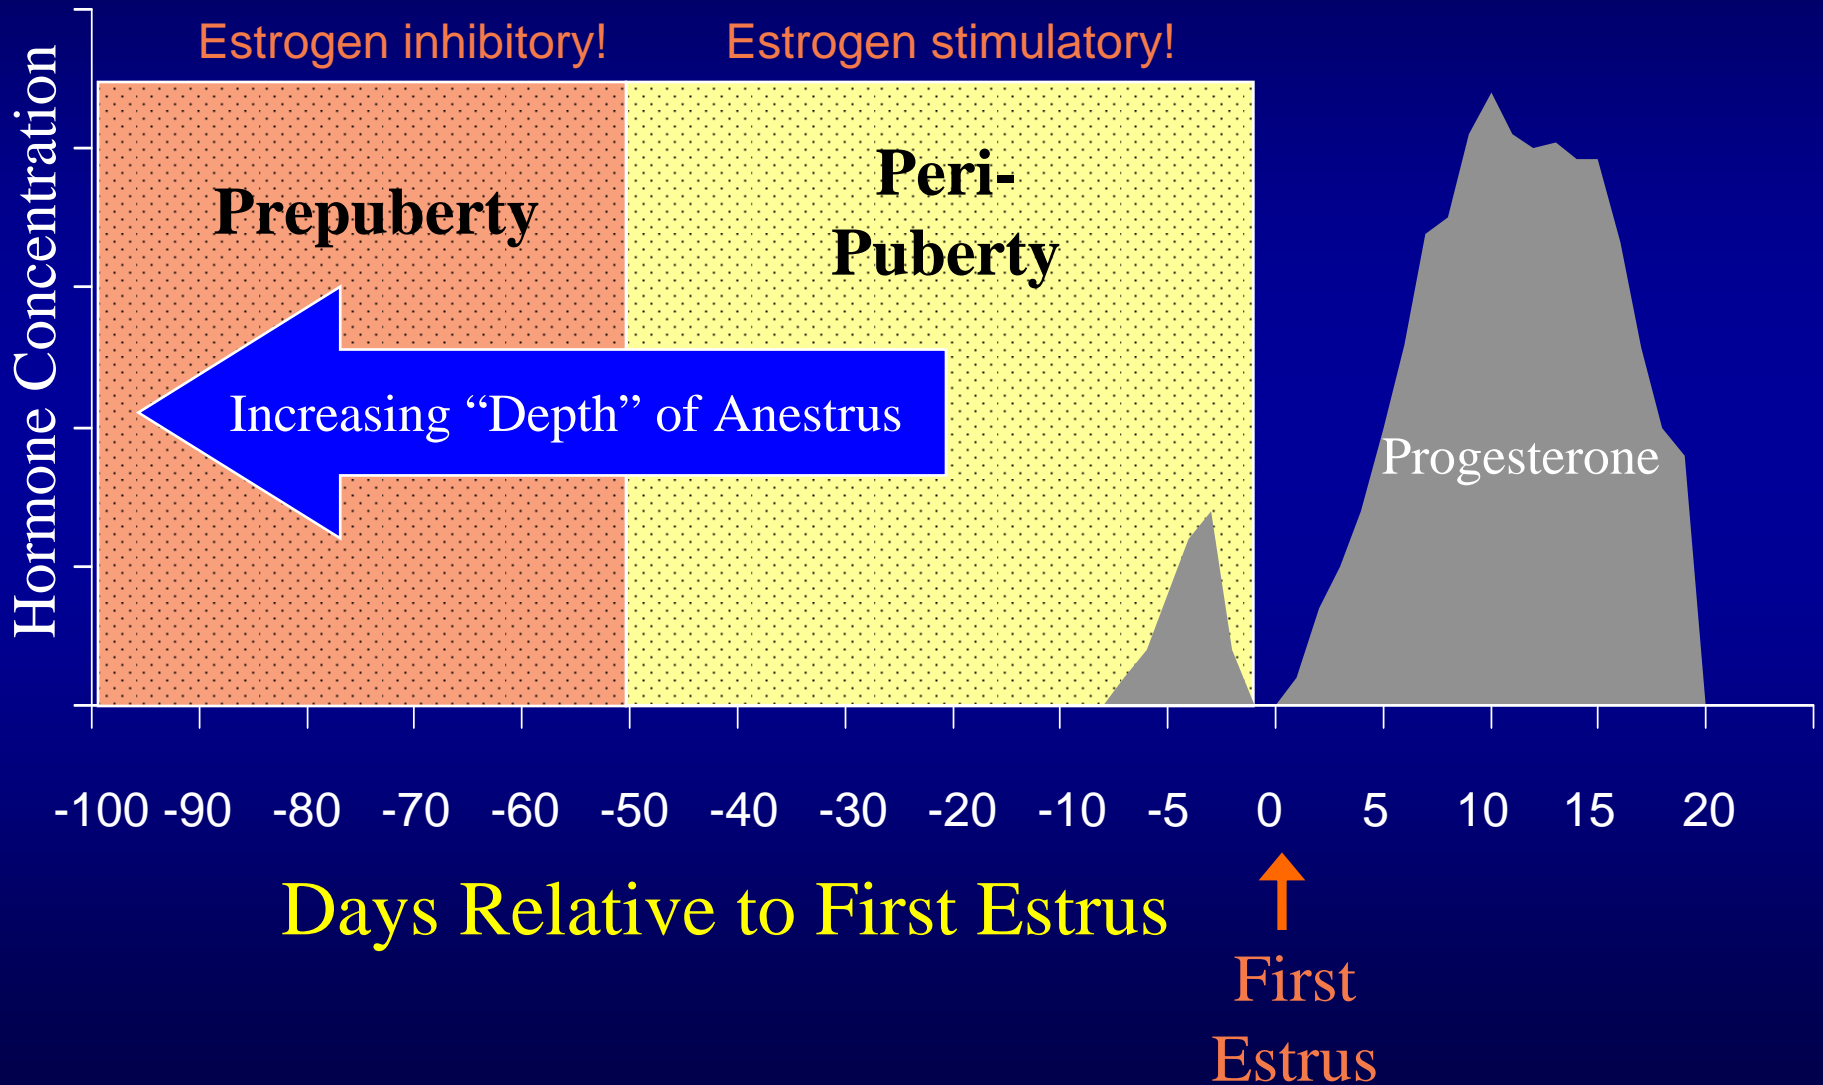 Estrogen inhibitory!
Estrogen stimulatory!
Hormone Concentration
Prepuberty
Peri-
Puberty
Increasing “Depth” of Anestrus
Progesterone
-100 -90 -80 -70 -60 -50 -40 -30 -20 -10 -5 0 5 10 15 20
Days Relative to First Estrus
First
Estrus